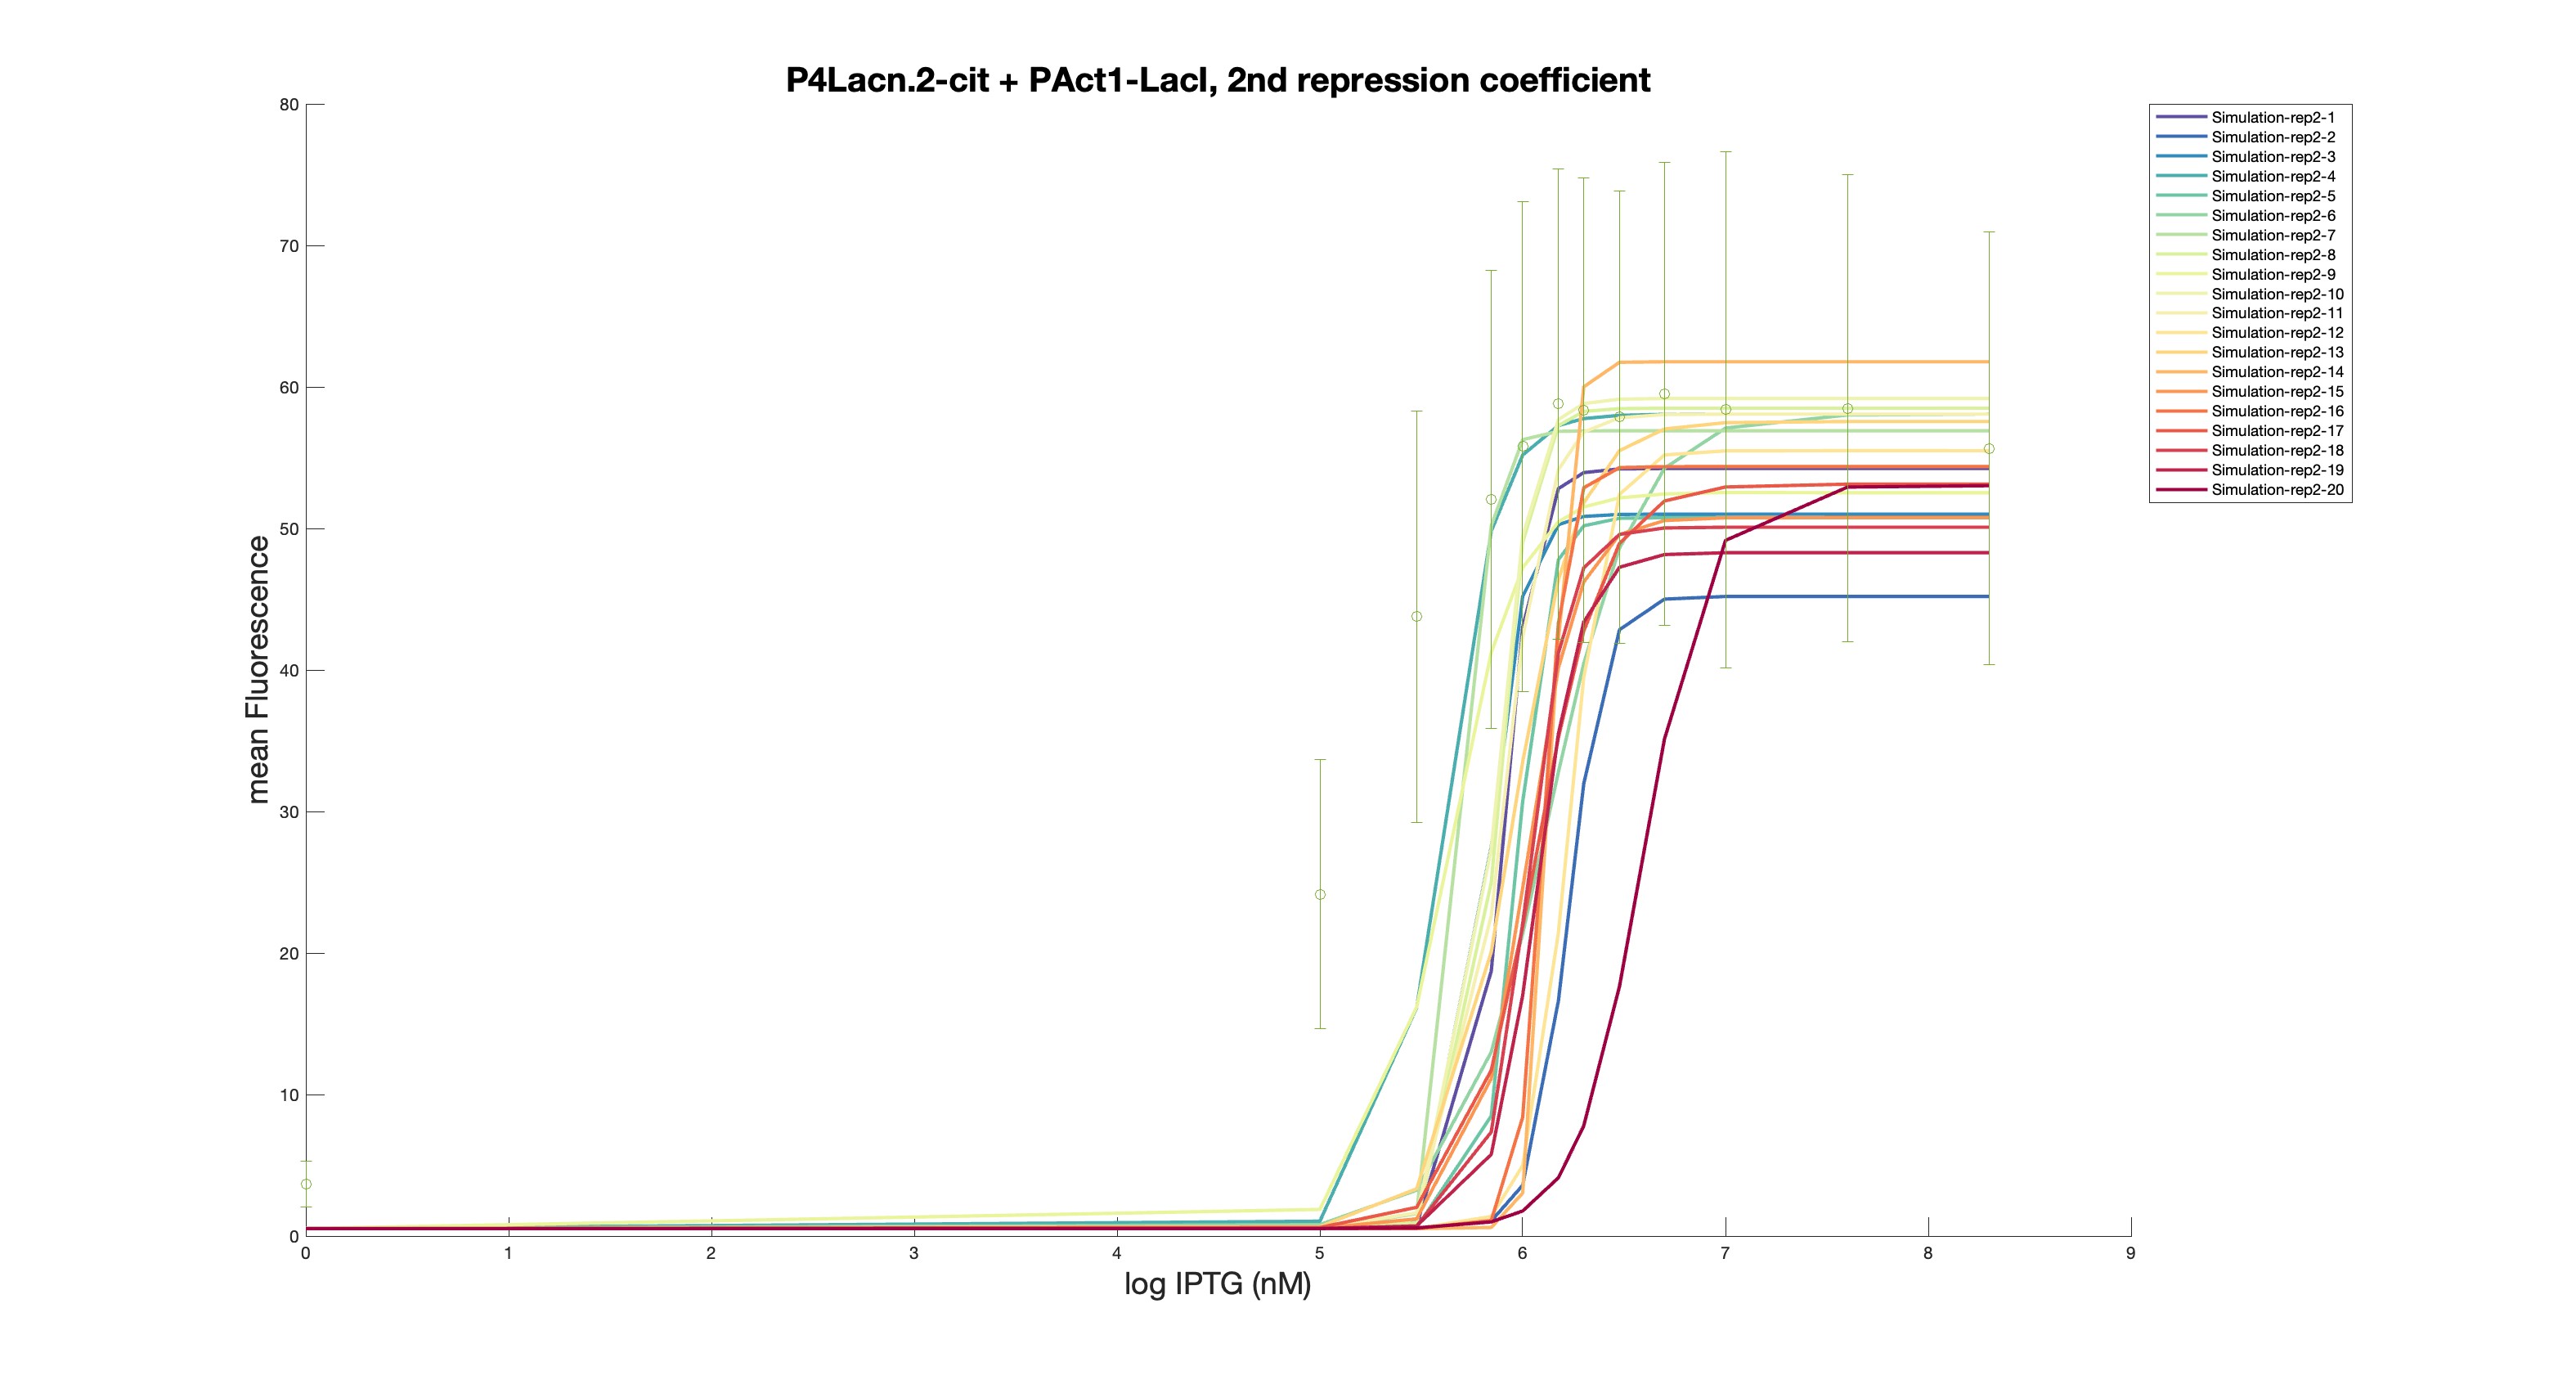 P4Lacn.2-cit + PAct1-LacI, 2nd repression coefficient
80
70
60
50
40
30
20
10
0
mean Fluorescence
0 1 2 3 4 5 6 7 8 9
log IPTG (nM)
Simulation-rep2-1
Simulation-rep2-2
Simulation-rep2-3
Simulation-rep2-4
Simulation-rep2-5
Simulation-rep2-6
Simulation-rep2-7
Simulation-rep2-8
Simulation-rep2-9
Simulation-rep2-10
Simulation-rep2-11
Simulation-rep2-12
Simulation-rep2-13
Simulation-rep2-14
Simulation-rep2-15
Simulation-rep2-16
Simulation-rep2-17
Simulation-rep2-18
Simulation-rep2-19
Simulation-rep2-20